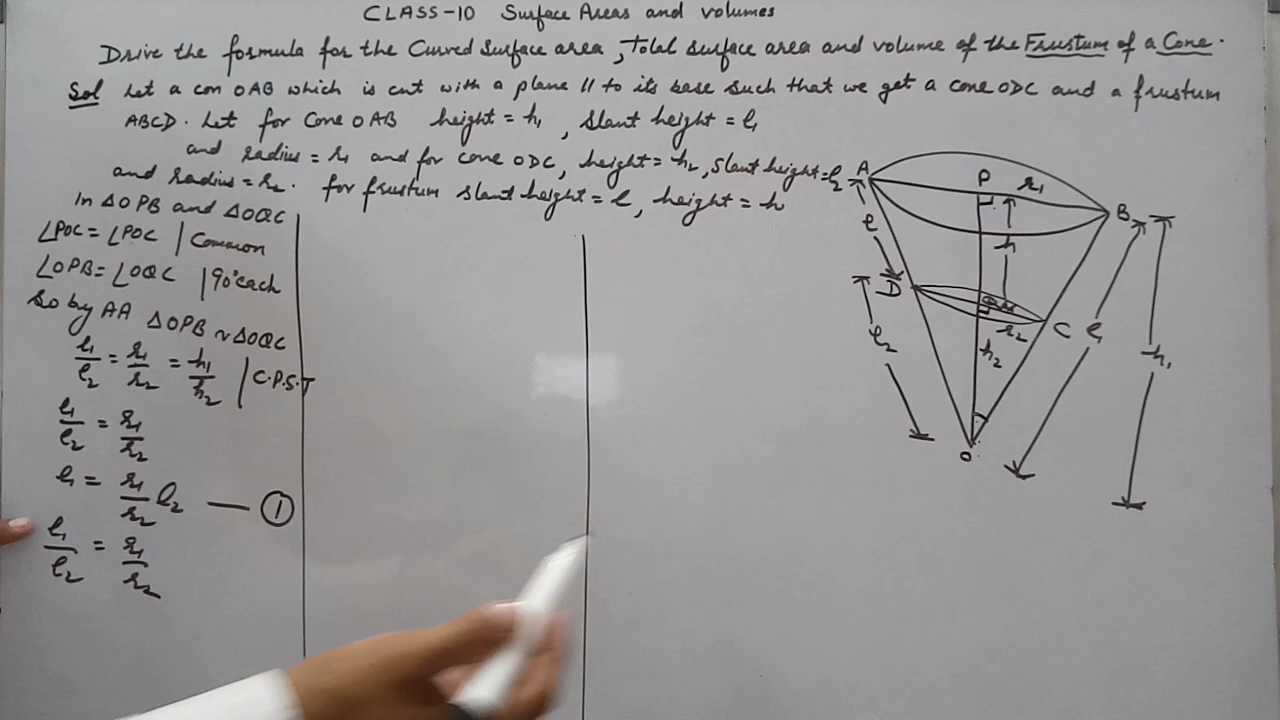 CLASS-10 Surface Areas and volumes
Drive the formula for the Curved surface area, Total surface area and volume of the Frustum of a Cone.
Sol Let a con OAB which is cut with a plane || to its base such that we get a cone ODC and a frustum
ABCD. Let for Cone OAB height = h₁, slant height = l₁
and radius = r₁ and for cone ODC, height = h₂, slant height = l₂
and radius = r₂. for frustum slant height = l, height = h
In △OPB and △OQC
∠POC = ∠POC | Common
∠OPB = ∠OQC | 90° each
So by AA △OPB ~ △OQC
l₁/l₂ = r₁/r₂ = h₁/h₂ | C.P.S.T
l₁/l₂ = r₁/r₂
l₁ = r₁/r₂ l₂ — ①
l₁/l₂ = r₁/r₂
A
P
r₁
B
l
h
D
Q
r₂
C
l₁
l₂
h₂
h₁
O